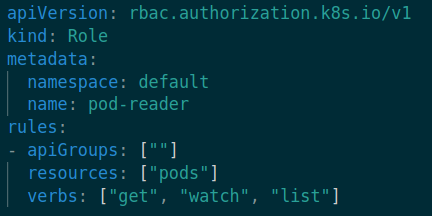 apiVersion: rbac.authorization.k8s.io/v1
kind: Role
metadata:
  namespace: default
  name: pod-reader
rules:
- apiGroups: [""]
  resources: ["pods"]
  verbs: ["get", "watch", "list"]